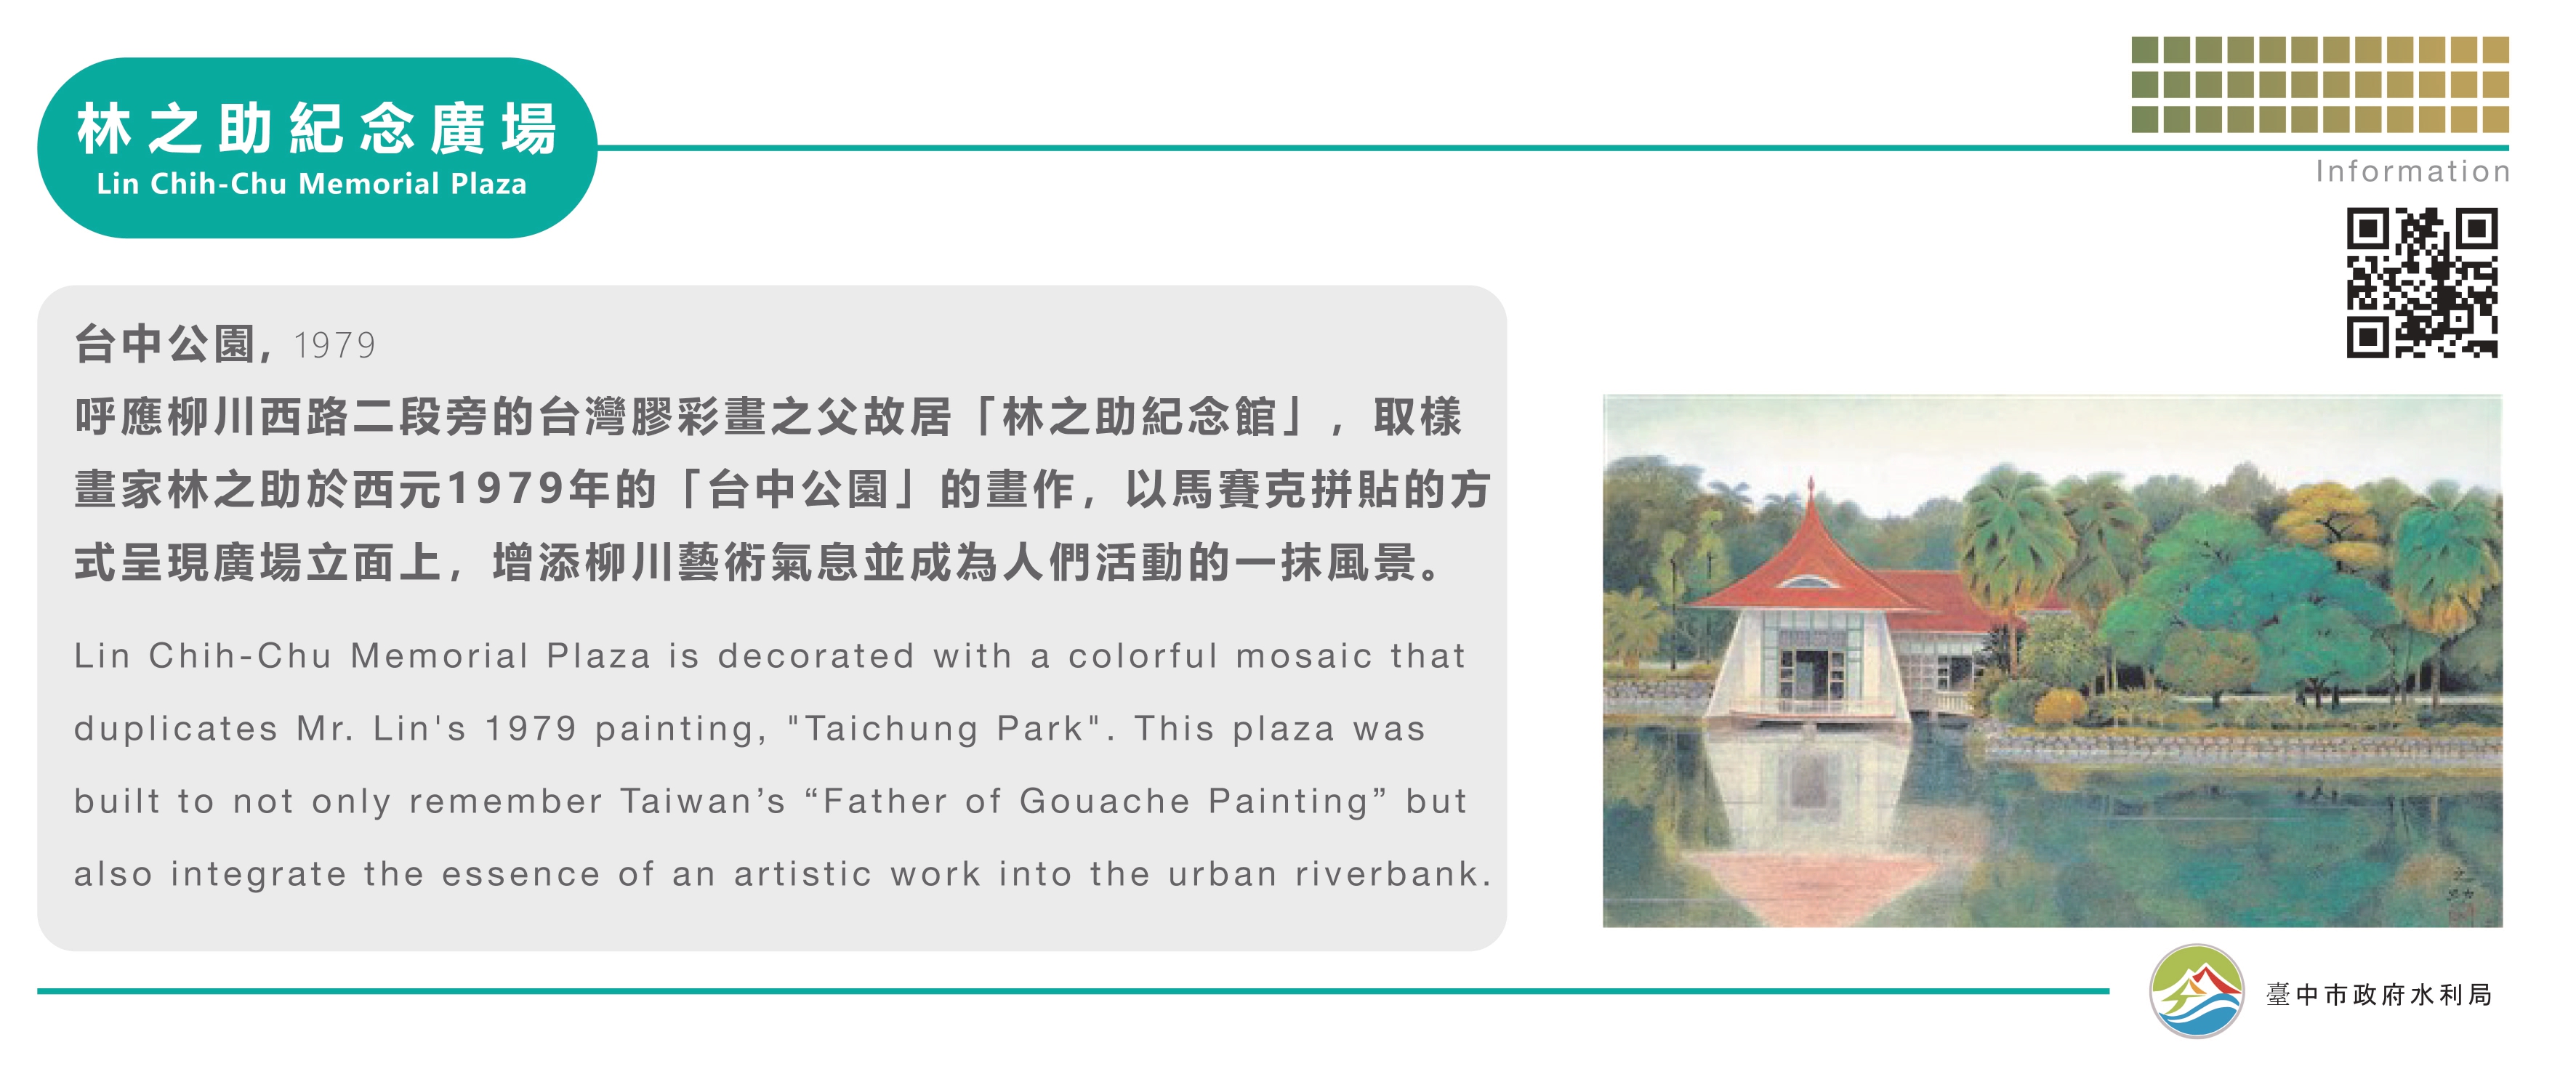 林之助紀念廣場
Lin Chih-Chu Memorial Plaza
Information
台中公園, 1979
呼應柳川西路二段旁的台灣膠彩畫之父故居「林之助紀念館」，取樣
畫家林之助於西元1979年的「台中公園」的畫作，以馬賽克拼貼的方
式呈現廣場立面上，增添柳川藝術氣息並成為人們活動的一抹風景。
Lin Chih-Chu Memorial Plaza is decorated with a colorful mosaic that
duplicates Mr. Lin's 1979 painting, "Taichung Park". This plaza was
built to not only remember Taiwan’s “Father of Gouache Painting” but
also integrate the essence of an artistic work into the urban riverbank.
臺中市政府水利局